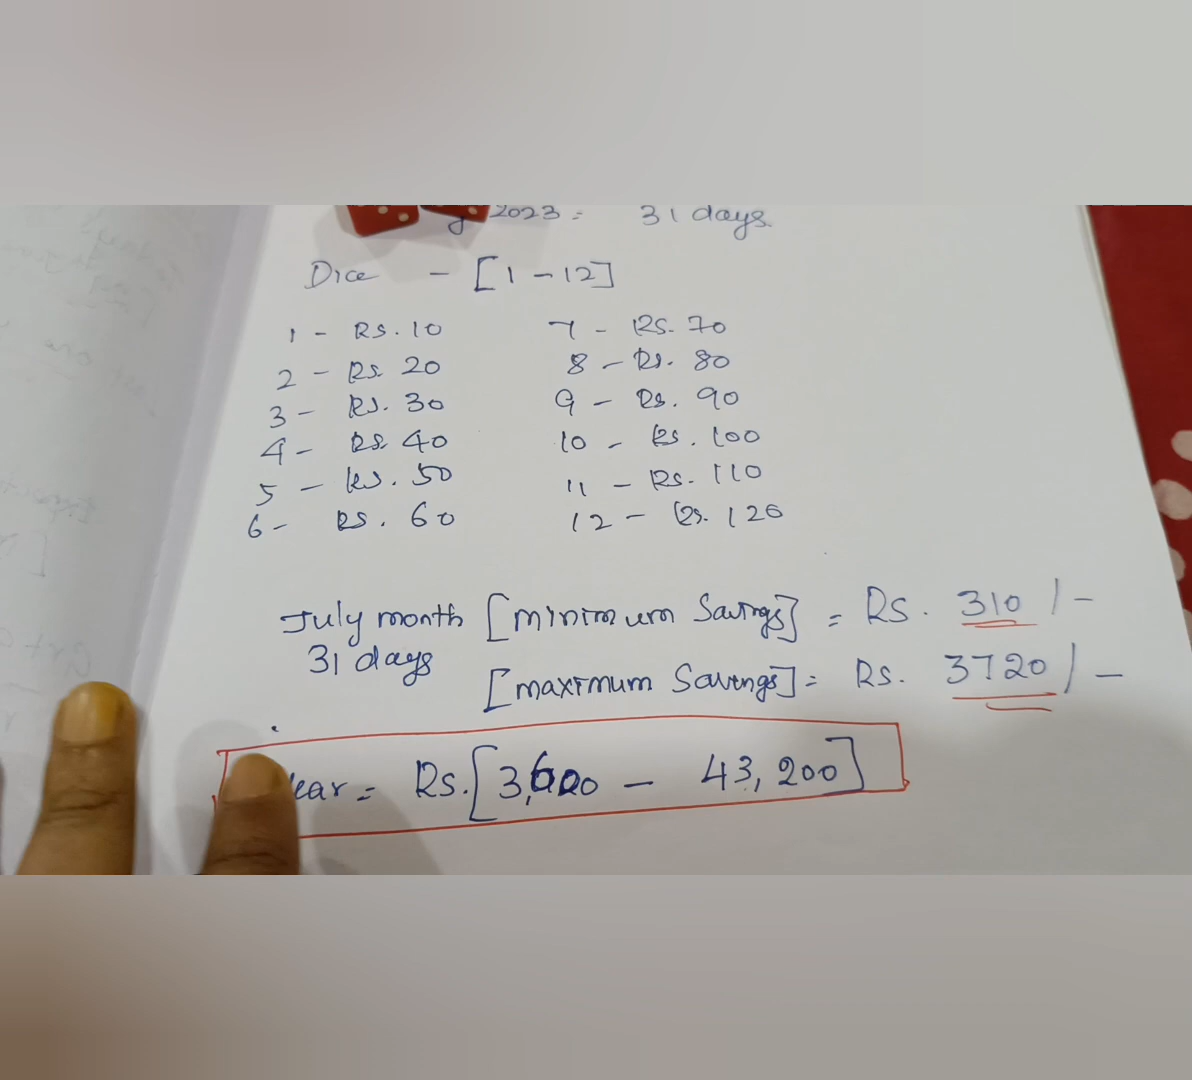 2023 = 31 days
Dice - [1-12]
1 - Rs. 10
2 - Rs. 20
3 - Rs. 30
4 - Rs. 40
5 - Rs. 50
6 - Rs. 60
7 - Rs. 70
8 - Rs. 80
9 - Rs. 90
10 - Rs. 100
11 - Rs. 110
12 - Rs. 120
July month [minimum Savings] = Rs. 310/-
31 days
[maximum Savings] = Rs. 3720/-
= Rs. [3,600 - 43,200]